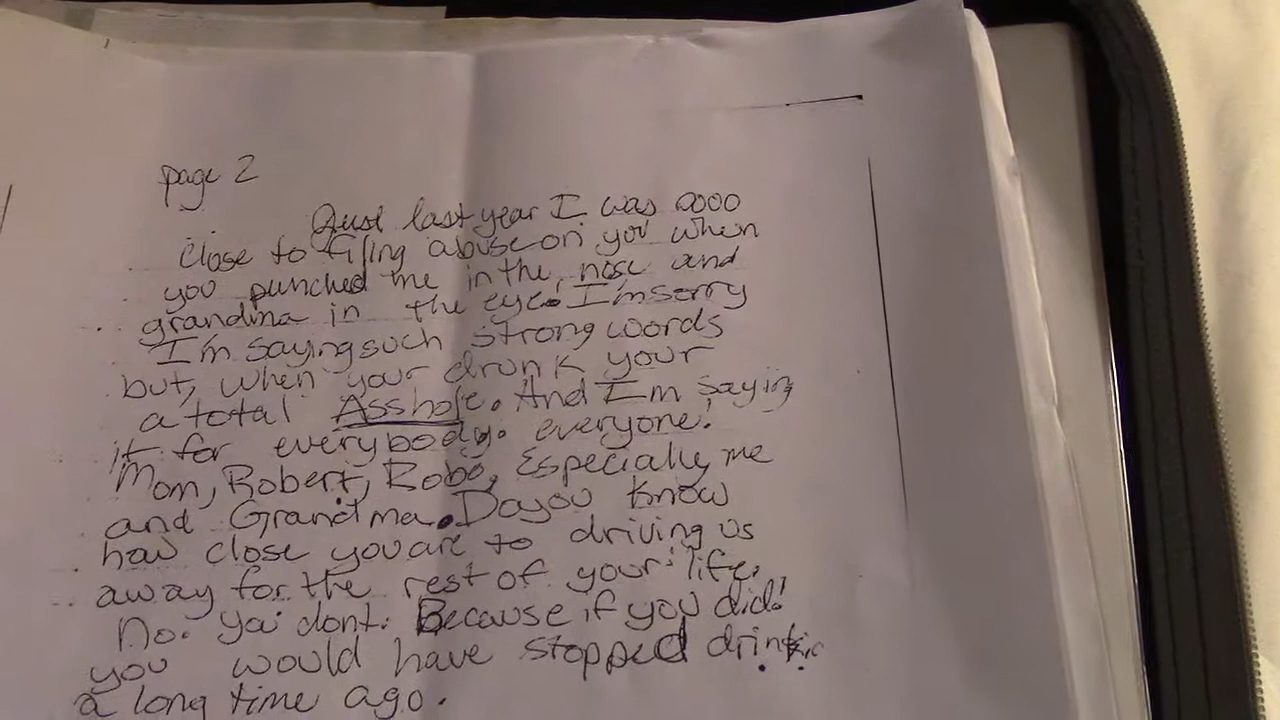 page 2
Just last year I was oooo
close to filing abuse on you when
you punched me in the nose and
grandma in the eye. I'm sorry
I'm saying such strong words
but, when your drunk your
a total Asshole. And I'm saying
it for everybody. everyone!
Mom, Robert, Robo, Especially me
and Grandma. Do you know
how close you are to driving us
away for the rest of your life.
No. you dont. Because if you did!
you would have stopped
a long time ago.